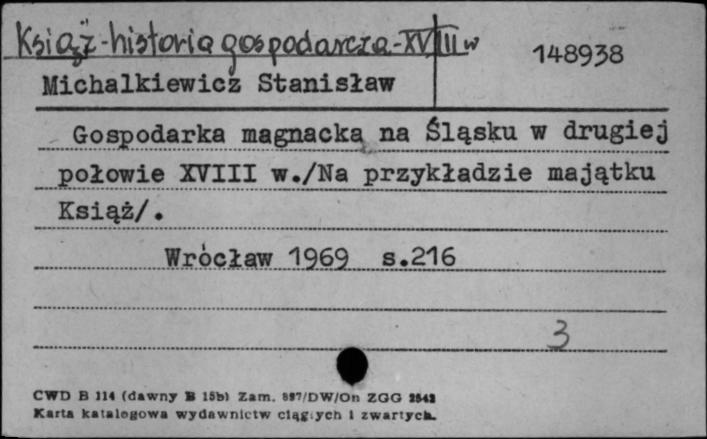 Książ - historia gospodarcza - XVIII w
148938
Michalkiewicz Stanisław
Gospodarka magnacka na Śląsku w drugiej
połowie XVIII w./Na przykładzie majątku
Książ/.
Wrocław 1969 s.216
3
CWD B 114 (dawny B 15b) Zam. 897/DW/On ZGG 2542
Karta katalogowa wydawnictw ciągłych i zwartych.